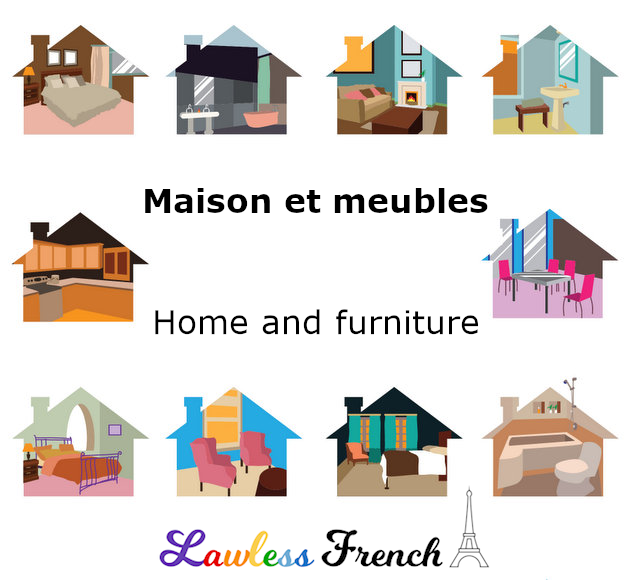 Maison et meubles
Home and furniture
Lawless French